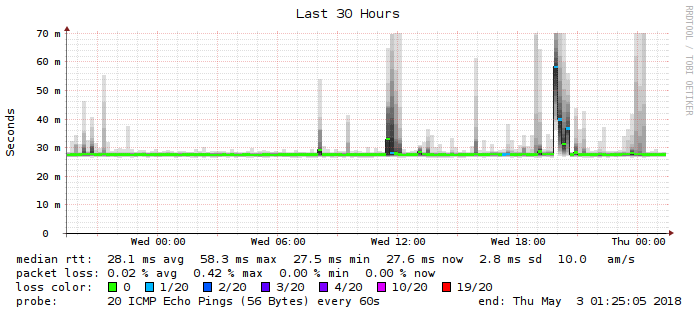 Last 30 Hours
RRDTOOL / TOBI OETIKER
Seconds
70 m
60 m
50 m
40 m
30 m
20 m
10 m
0
Wed 00:00 Wed 06:00 Wed 12:00 Wed 18:00 Thu 00:00
median rtt: 28.1 ms avg 58.3 ms max 27.5 ms min 27.6 ms now 2.8 ms sd 10.0 am/s
packet loss: 0.02 % avg 0.42 % max 0.00 % min 0.00 % now
loss color: 0 1/20 2/20 3/20 4/20 10/20 19/20
probe: 20 ICMP Echo Pings (56 Bytes) every 60s end: Thu May 3 01:25:05 2018